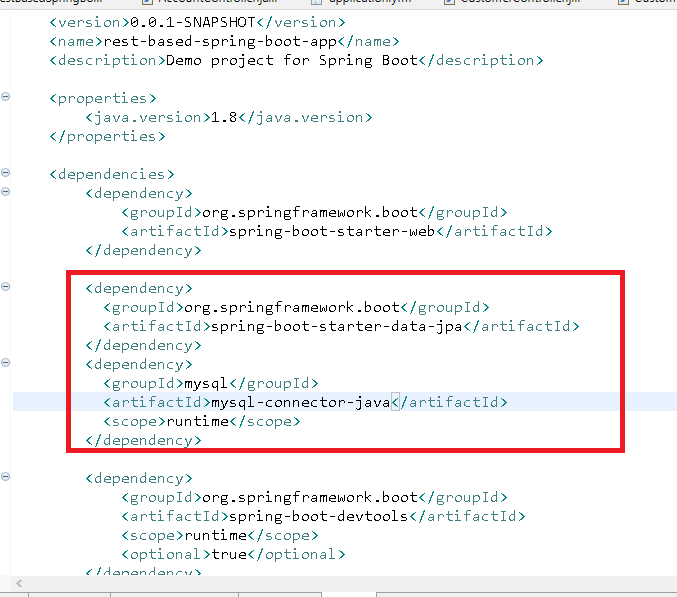 <version>0.0.1-SNAPSHOT</version>
<name>rest-based-spring-boot-app</name>
<description>Demo project for Spring Boot</description>
<properties>
<java.version>1.8</java.version>
</properties>
<dependencies>
<dependency>
<groupId>org.springframework.boot</groupId>
<artifactId>spring-boot-starter-web</artifactId>
</dependency>
<dependency>
<groupId>org.springframework.boot</groupId>
<artifactId>spring-boot-starter-data-jpa</artifactId>
</dependency>
<dependency>
<groupId>mysql</groupId>
<artifactId>mysql-connector-java</artifactId>
<scope>runtime</scope>
</dependency>
<dependency>
<groupId>org.springframework.boot</groupId>
<artifactId>spring-boot-devtools</artifactId>
<scope>runtime</scope>
<optional>true</optional>
</dependency>